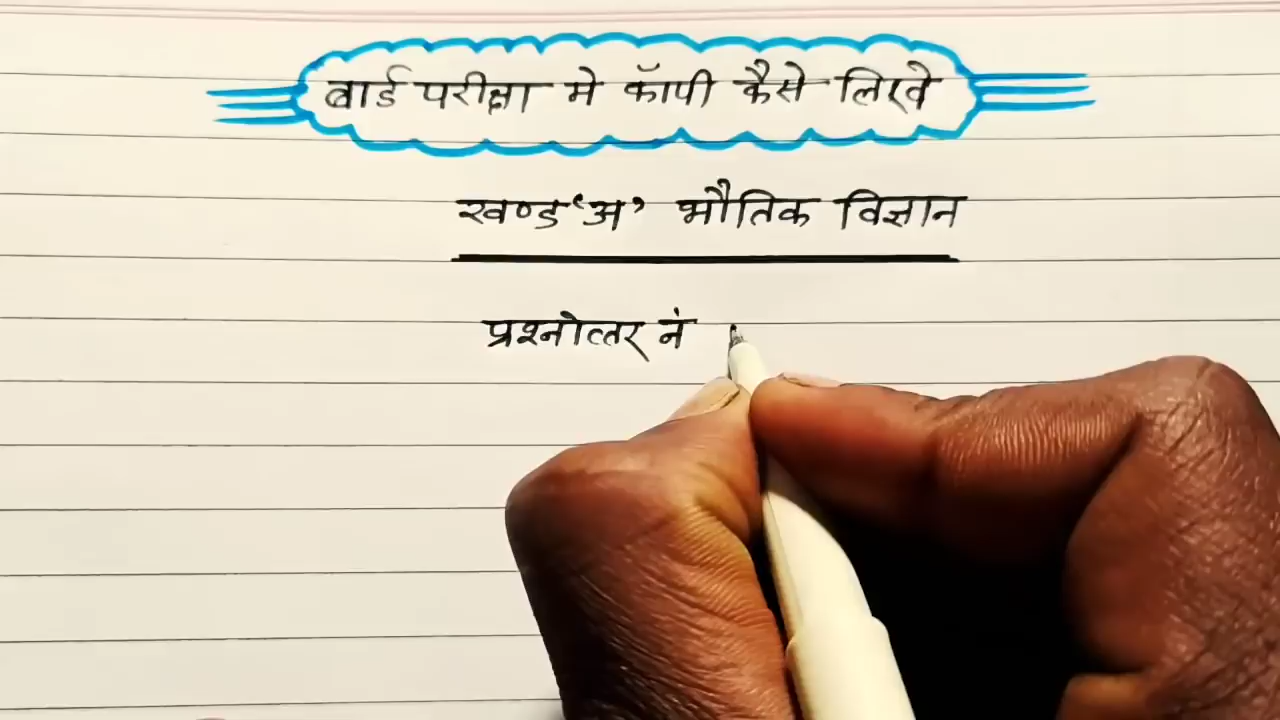 बार्ड परीक्षा मे कॉपी कैसे लिखे
खण्ड 'अ' भौतिक विज्ञान
प्रश्नोत्तर नं